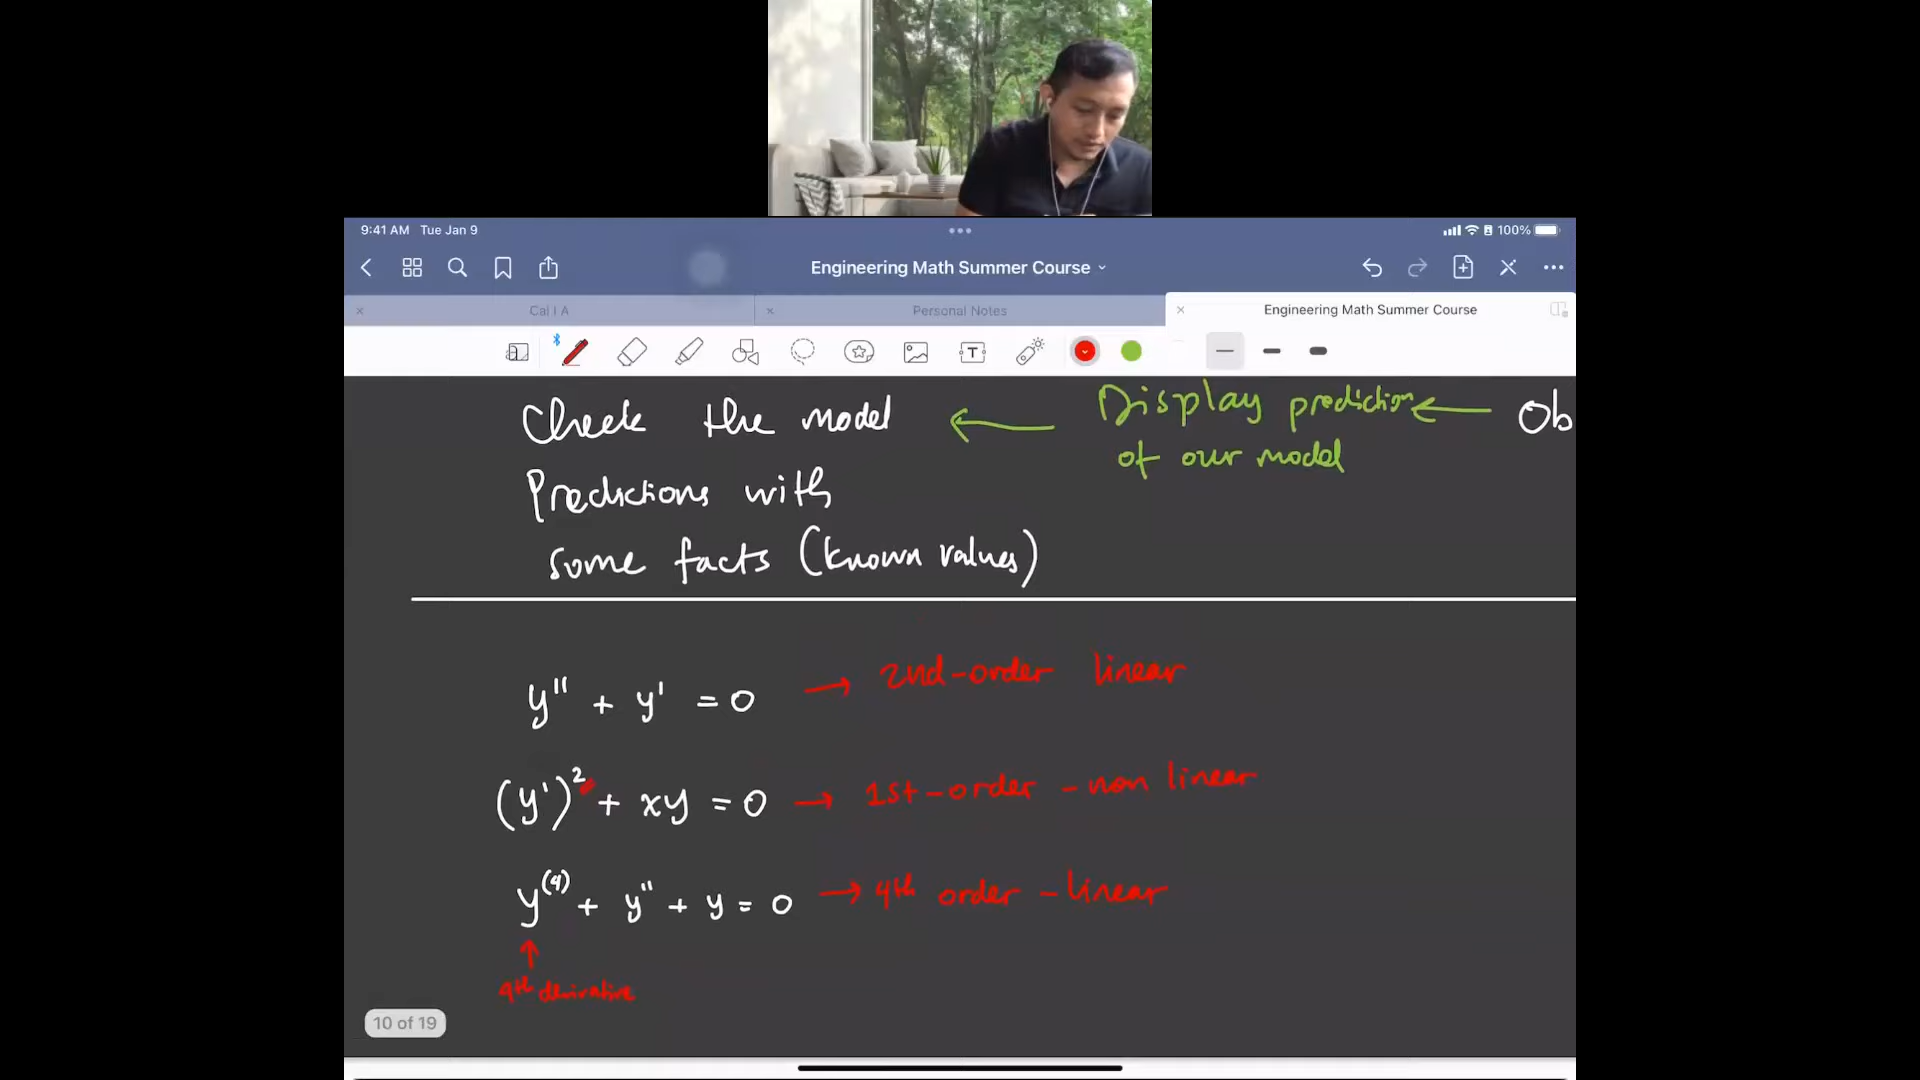 9:41 AM Tue Jan 9
100%
Engineering Math Summer Course
Cal I A
Personal Notes
Engineering Math Summer Course
Check the model ← Display prediction ← Ob
of our model
Predictions with
some facts (known values)
y'' + y' = 0 → 2nd-order linear
(y')² + xy = 0 → 1st-order - non linear
y⁽⁴⁾ + y'' + y = 0 → 4th order - linear
↑
4th derivative
10 of 19